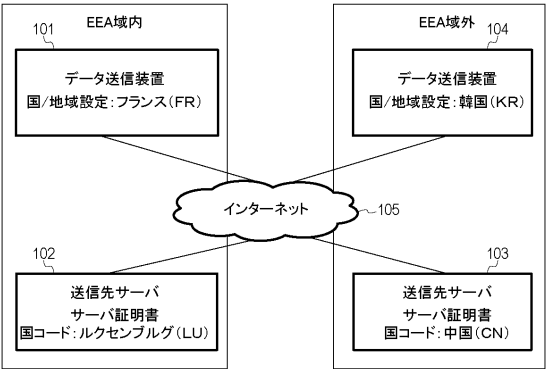 EEA域内
EEA域外
101
データ送信装置
国/地域設定：フランス(FR)
104
データ送信装置
国/地域設定：韓国(KR)
インターネット
105
102
送信先サーバ
サーバ証明書
国コード：ルクセンブルグ(LU)
103
送信先サーバ
サーバ証明書
国コード：中国(CN)